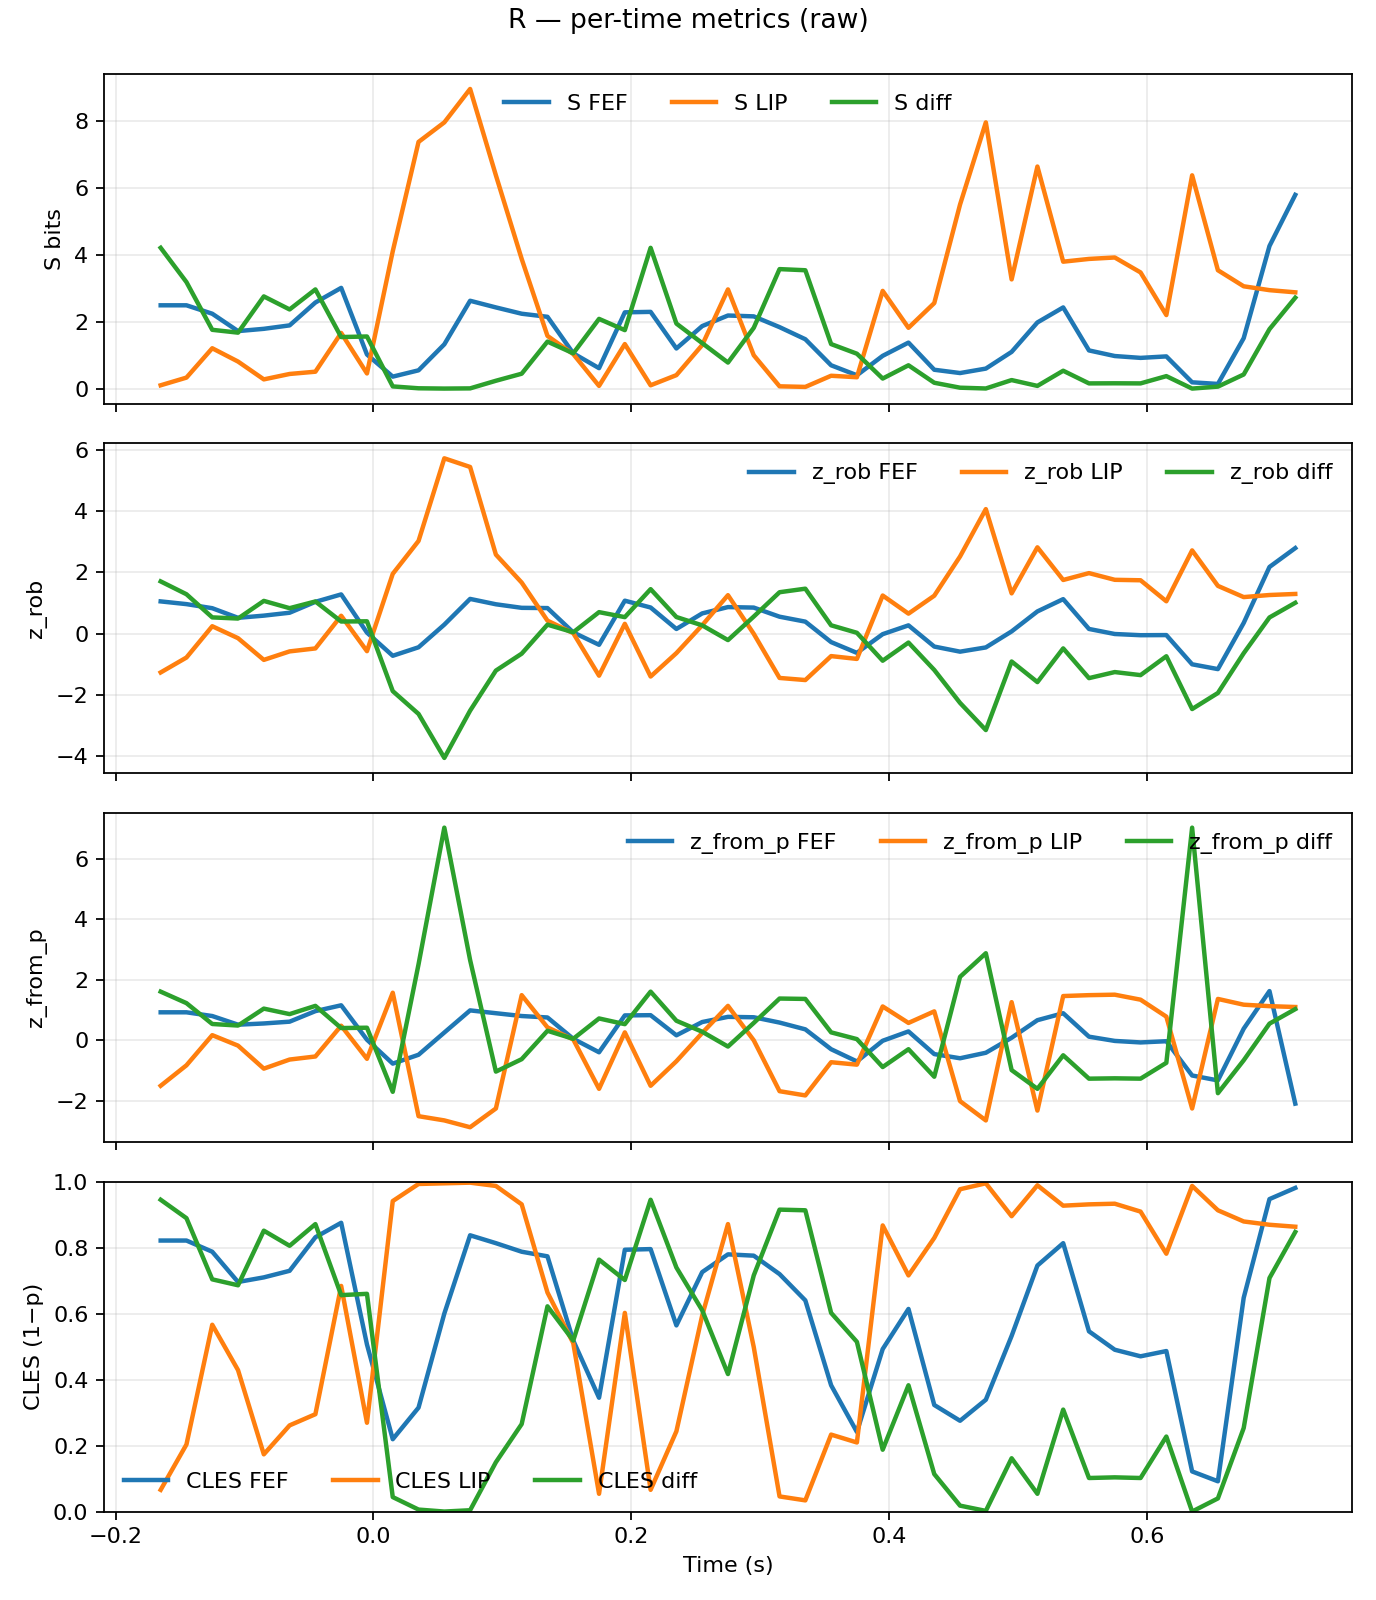 R — per-time metrics (raw)
S FEF S LIP S diff
S bits
8
6
4
2
0
z_rob FEF z_rob LIP z_rob diff
z_rob
6
4
2
0
−2
−4
z_from_p FEF z_from_p LIP z_from_p diff
z_from_p
6
4
2
0
−2
CLES (1−p)
1.0
0.8
0.6
0.4
0.2
0.0
CLES FEF CLES LIP CLES diff
−0.2 0.0 0.2 0.4 0.6
Time (s)